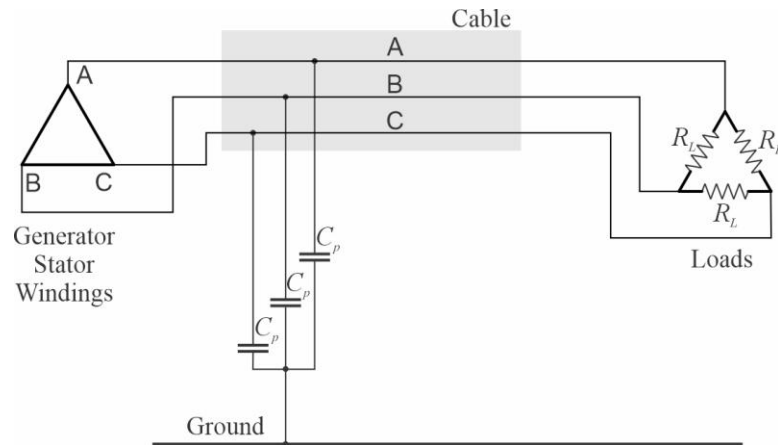 Cable
A
A
B
C
B
C
R_L
R_L
R_L
Generator
Stator
Windings
Loads
C_p
C_p
C_p
Ground